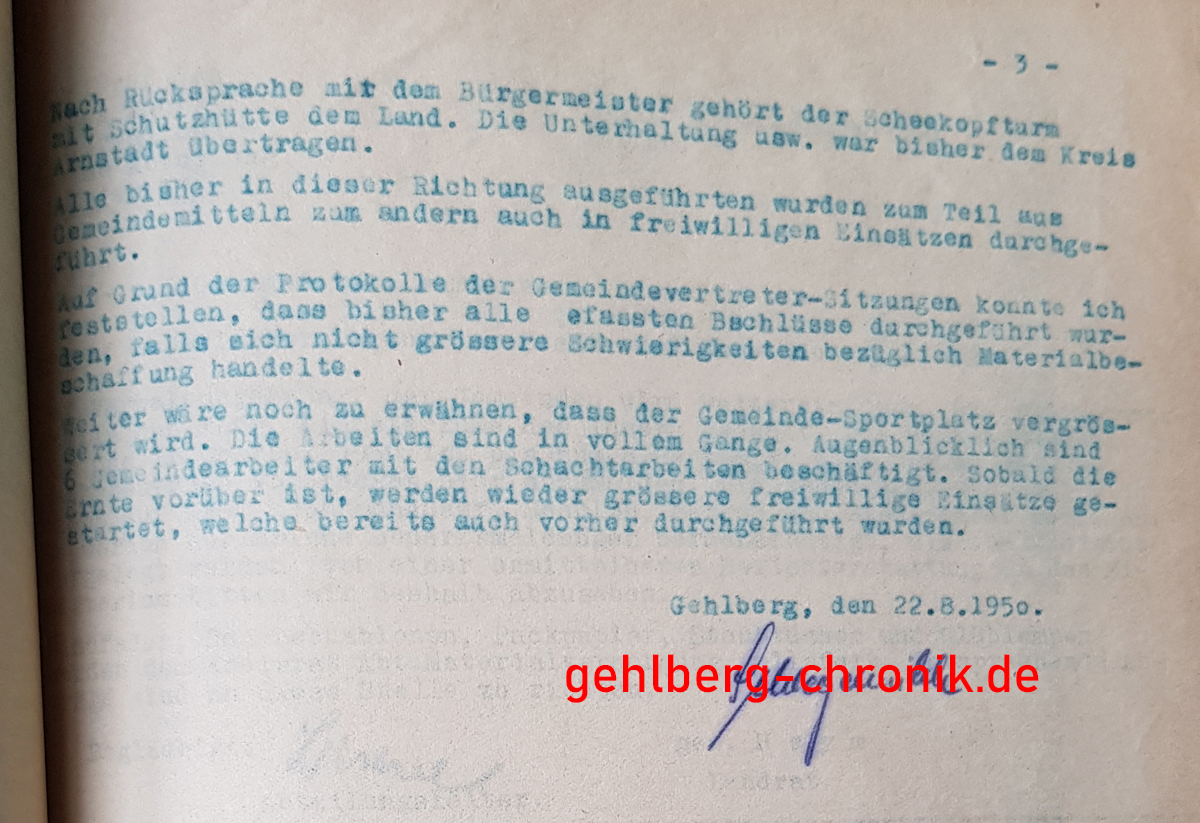 - 3 -
Nach Rücksprache mit dem Bürgermeister gehört der Scheekopfturm
mit Schutzhütte dem Land. Die Unterhaltung usw. war bisher dem Kreis
Arnstadt übertragen.
Alle bisher in dieser Richtung ausgeführten wurden zum Teil aus
Gemeindemitteln zum andern auch in freiwilligen Einsätzen durchge-
führt.
Auf Grund der Protokolle der Gemeindevertreter-Sitzungen konnte ich
feststellen, dass bisher alle efassten Bschlüsse durchgeführt wur-
den, falls sich nicht grössere Schwierigkeiten bezüglich Materialbe-
schaffung handelte.
Weiter wäre noch zu erwähnen, dass der Gemeinde-Sportplatz vergrös-
sert wird. Die Arbeiten sind in vollem Gange. Augenblicklich sind
6 Gemeindearbeiter mit den Schachtarbeiten beschäftigt. Sobald die
Ernte vorüber ist, werden wieder grössere freiwillige Einsätze ge-
startet, welche bereits auch vorher durchgeführt wurden.
Gehlberg, den 22.8.195o.
gehlberg-chronik.de